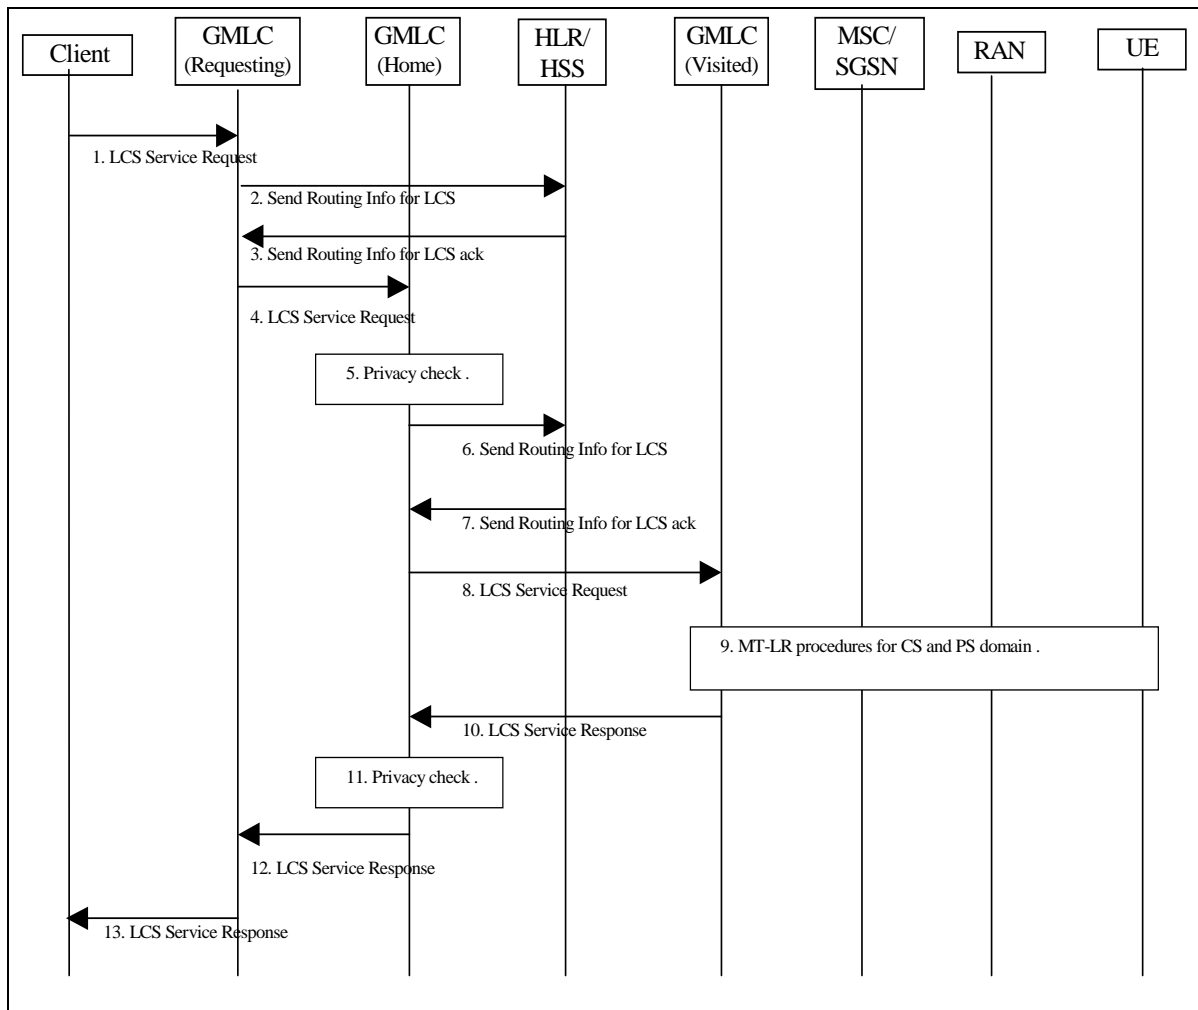 Client
GMLC
(Requesting)
GMLC
(Home)
HLR/
HSS
GMLC
(Visited)
MSC/
SGSN
RAN
UE
1. LCS Service Request
2. Send Routing Info for LCS
3. Send Routing Info for LCS ack
4. LCS Service Request
5. Privacy check .
6. Send Routing Info for LCS
7. Send Routing Info for LCS ack
8. LCS Service Request
9. MT-LR procedures for CS and PS domain .
10. LCS Service Response
11. Privacy check .
12. LCS Service Response
13. LCS Service Response